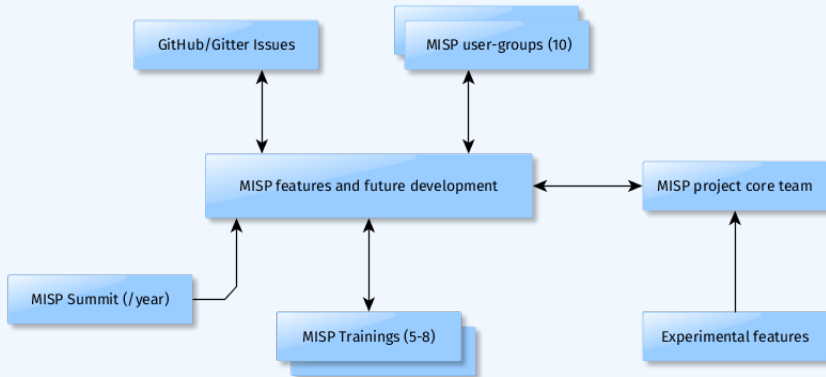 GitHub/Gitter Issues
MISP user-groups (10)
MISP features and future development
MISP project core team
MISP Summit (/year)
MISP Trainings (5-8)
Experimental features